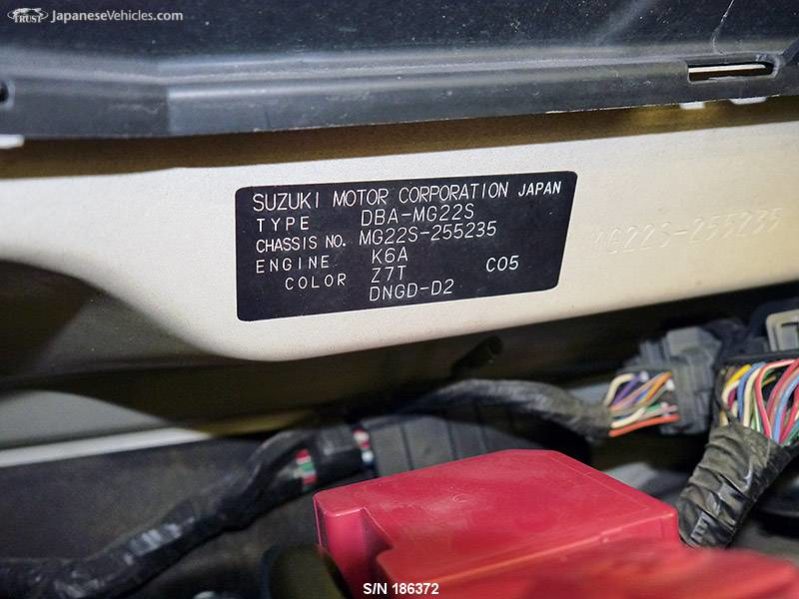 TRUST JapaneseVehicles.com
SUZUKI MOTOR CORPORATION JAPAN
TYPE DBA-MG22S
CHASSIS NO. MG22S-255235
MG22S-255235
ENGINE K6A
COLOR Z7T C05
DNGD-D2
S/N 186372